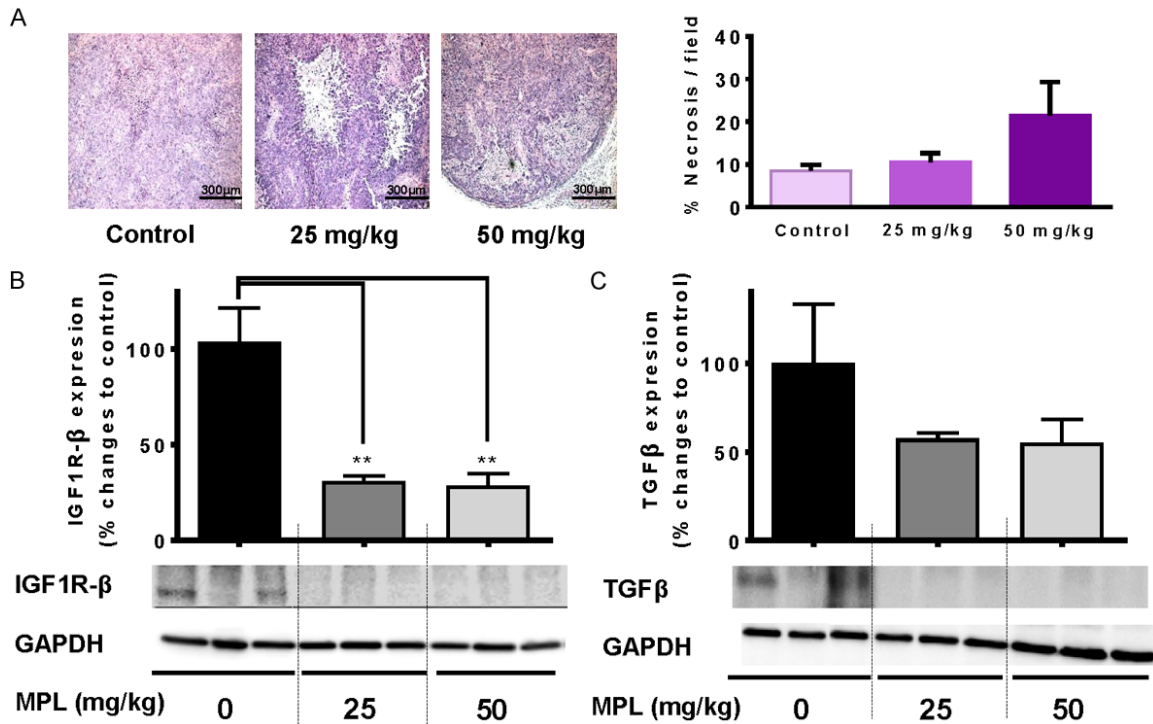 A
300µm
300µm
300µm
Control
25 mg/kg
50 mg/kg
% Necrosis / field
40
30
20
10
0
Control
25 mg/kg
50 mg/kg
B
IGF1R-β expresion
(% changes to control)
100
50
0
**
**
IGF1R-β
GAPDH
MPL (mg/kg)
0
25
50
C
TGFβ expresion
(% changes to control)
100
50
0
TGFβ
GAPDH
MPL (mg/kg)
0
25
50